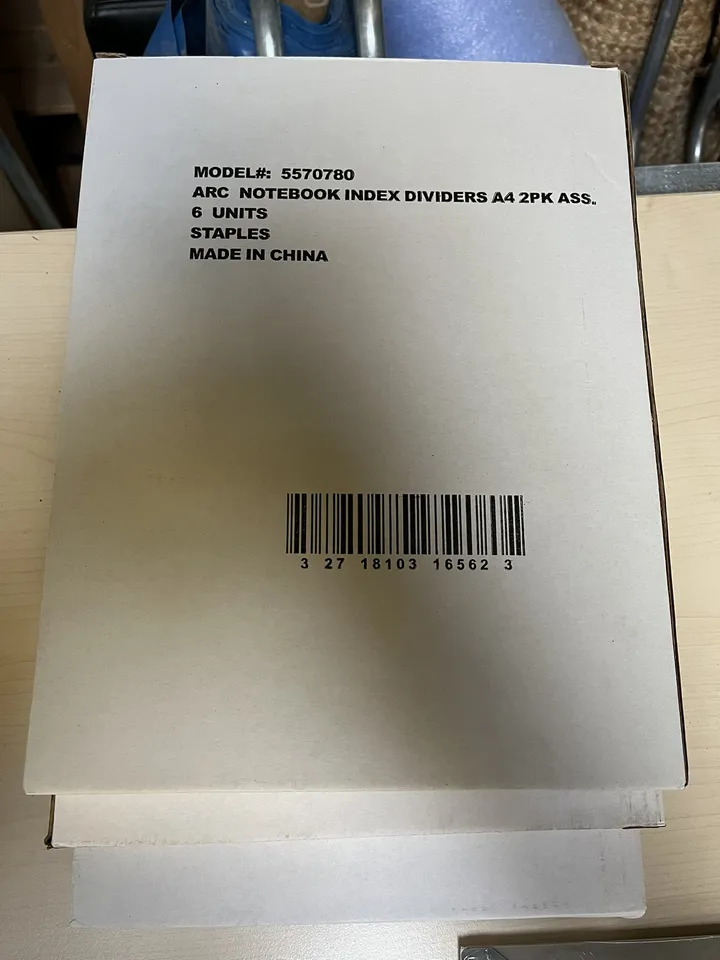 MODEL#: 5570780
ARC NOTEBOOK INDEX DIVIDERS A4 2PK ASS.
6 UNITS
STAPLES
MADE IN CHINA
3 27 18103 16562 3